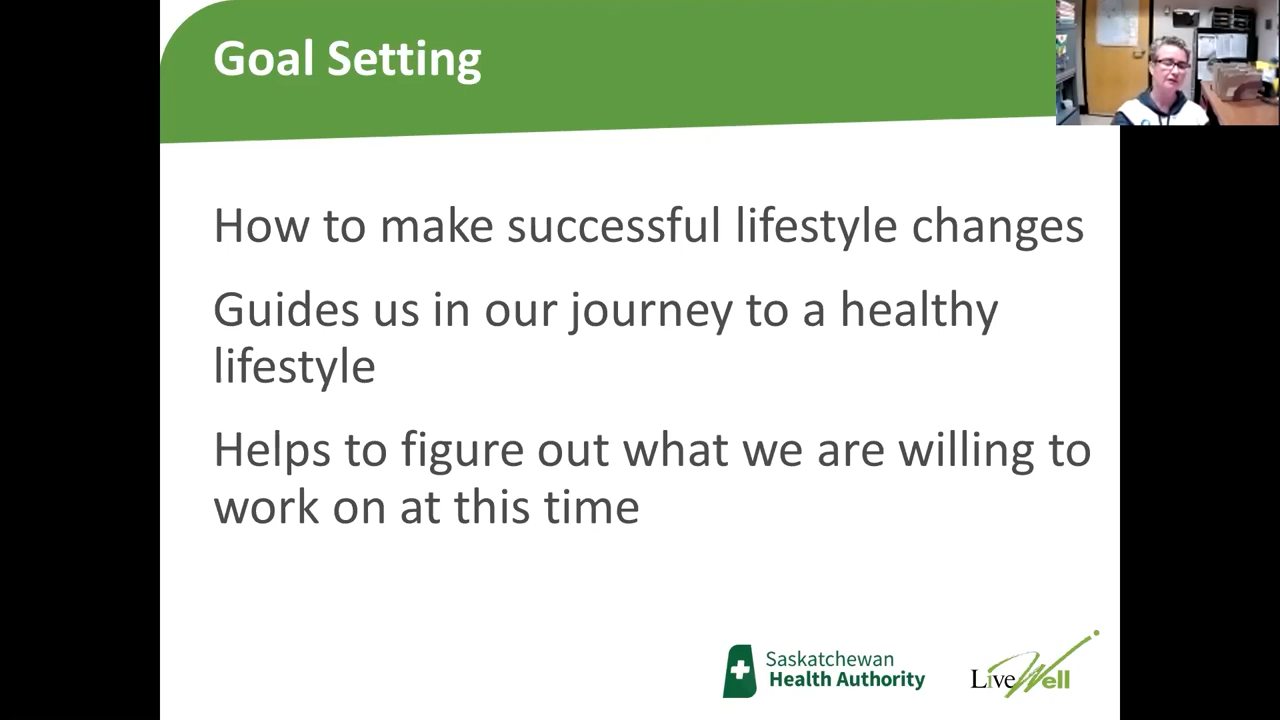 Goal Setting
How to make successful lifestyle changes
Guides us in our journey to a healthy
lifestyle
Helps to figure out what we are willing to
work on at this time
Saskatchewan
Health Authority
LiveWell